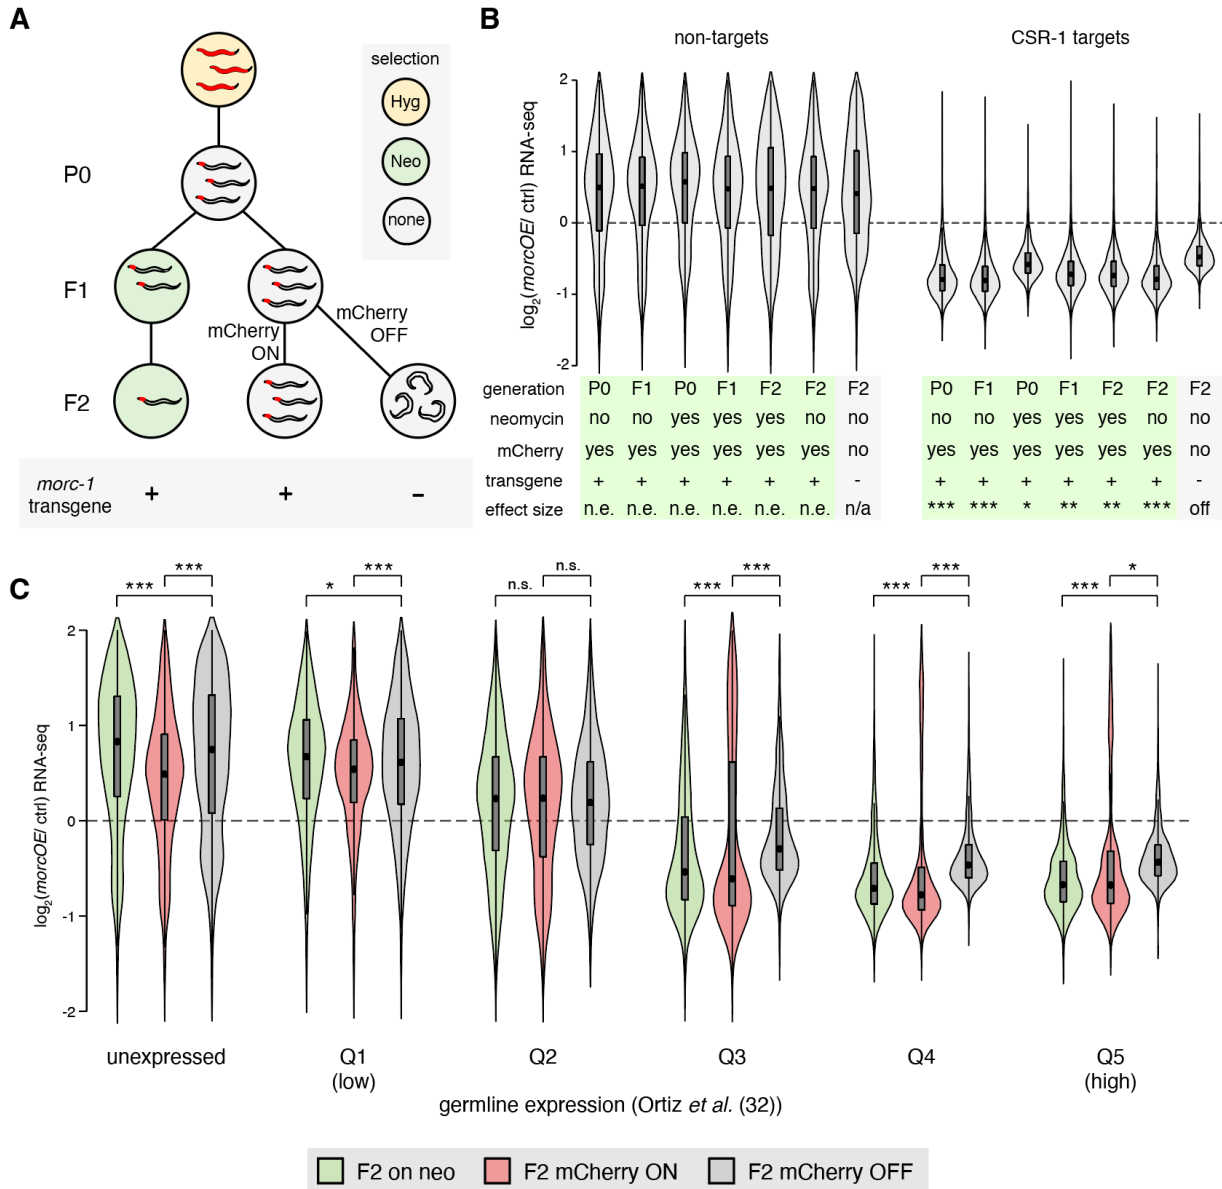 A
selection
Hyg
Neo
none
P0
F1
mCherry
ON
mCherry
OFF
F2
morc-1
transgene
+
+
−
B
non-targets
CSR-1 targets
log2(morcOE/ ctrl) RNA-seq
2
1
0
-1
-2
generation P0 F1 P0 F1 F2 F2 F2 P0 F1 P0 F1 F2 F2 F2
neomycin no no yes yes yes no no no no yes yes yes no no
mCherry yes yes yes yes yes yes no yes yes yes yes yes yes no
transgene + + + + + + - + + + + + + -
effect size n.e. n.e. n.e. n.e. n.e. n.e. n/a *** *** * ** ** *** off
C
*** *** n.s. *** *** *
*** * n.s. *** *** ***
log2(morcOE/ ctrl) RNA-seq
2
1
0
-1
-2
unexpressed Q1 Q2 Q3 Q4 Q5
(low) (high)
germline expression (Ortiz et al. (32))
F2 on neo F2 mCherry ON F2 mCherry OFF